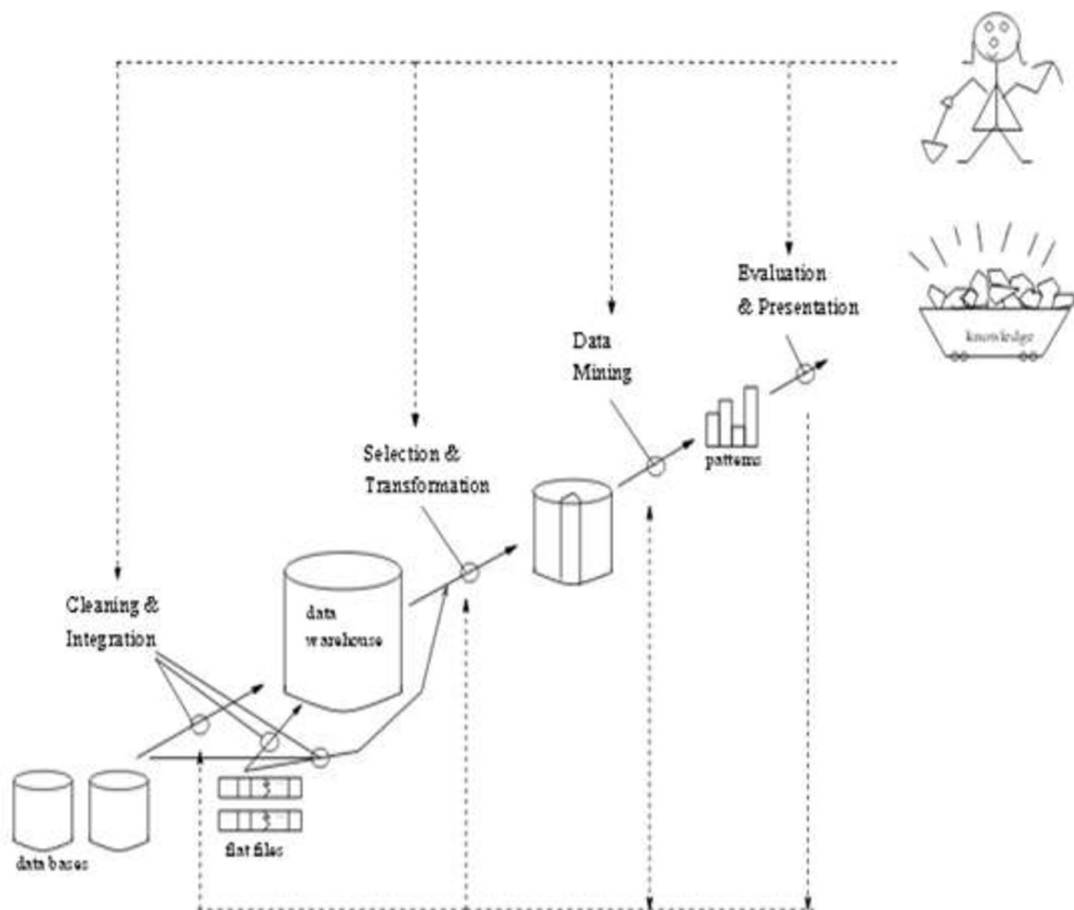 Evaluation
& Presentation
knowledge
Data
Mining
patterns
Selection &
Transformation
Cleaning &
Integration
data
warehouse
data bases
flat files